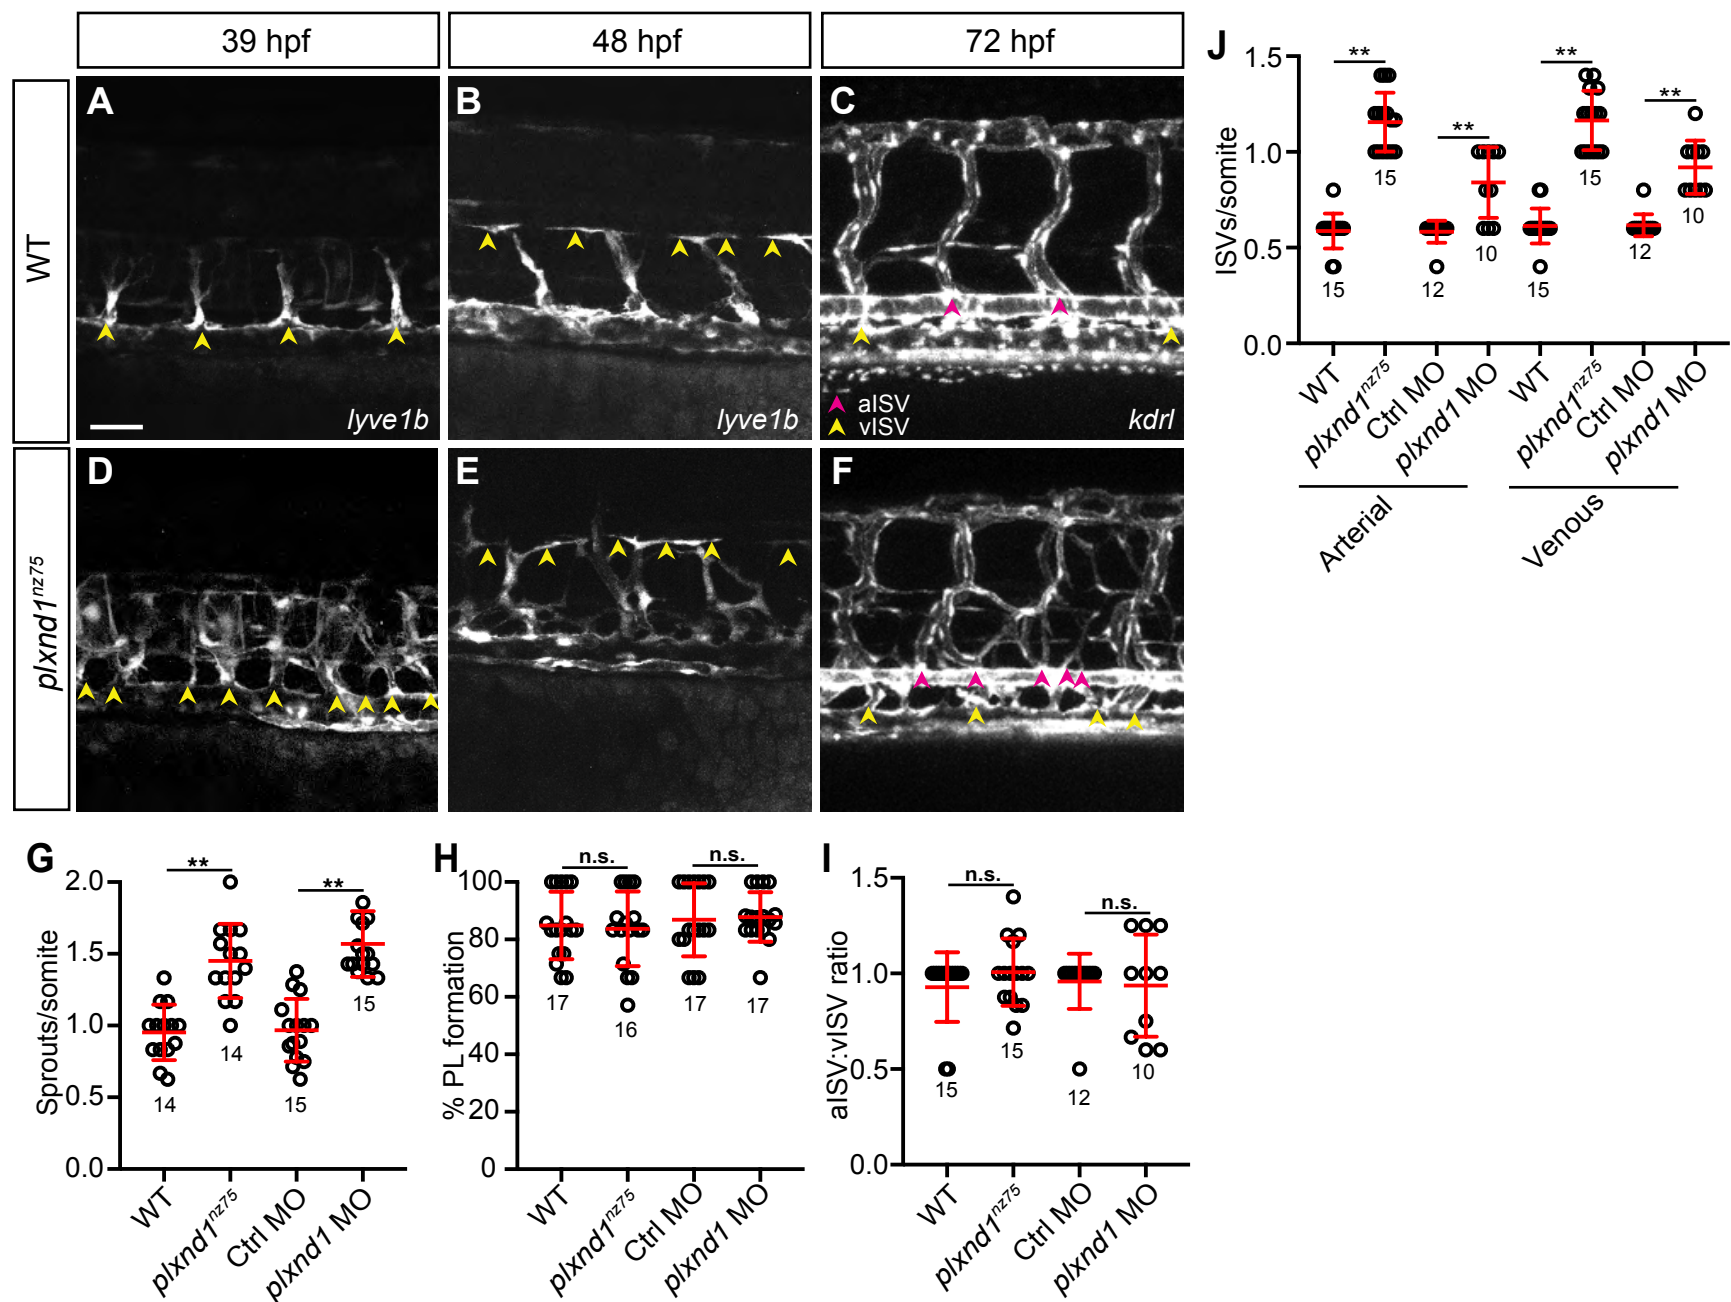 39 hpf
48 hpf
72 hpf
WT
plxnd1nz75
A
lyve1b
B
lyve1b
C
aISV
vISV
kdrl
D
E
F
G
Sprouts/somite
2.0
1.5
1.0
0.5
0.0
**
**
14
14
15
15
WT
plxnd1nz75
Ctrl MO
plxnd1 MO
H
% PL formation
100
80
60
40
20
0
n.s.
n.s.
17
16
17
17
WT
plxnd1nz75
Ctrl MO
plxnd1 MO
I
aISV:vISV ratio
1.5
1.0
0.5
0.0
n.s.
n.s.
15
15
12
10
WT
plxnd1nz75
Ctrl MO
plxnd1 MO
J
ISVs/somite
1.5
1.0
0.5
0.0
**
**
**
**
15
15
12
10
15
15
12
10
WT
plxnd1nz75
Ctrl MO
plxnd1 MO
WT
plxnd1nz75
Ctrl MO
plxnd1 MO
Arterial
Venous